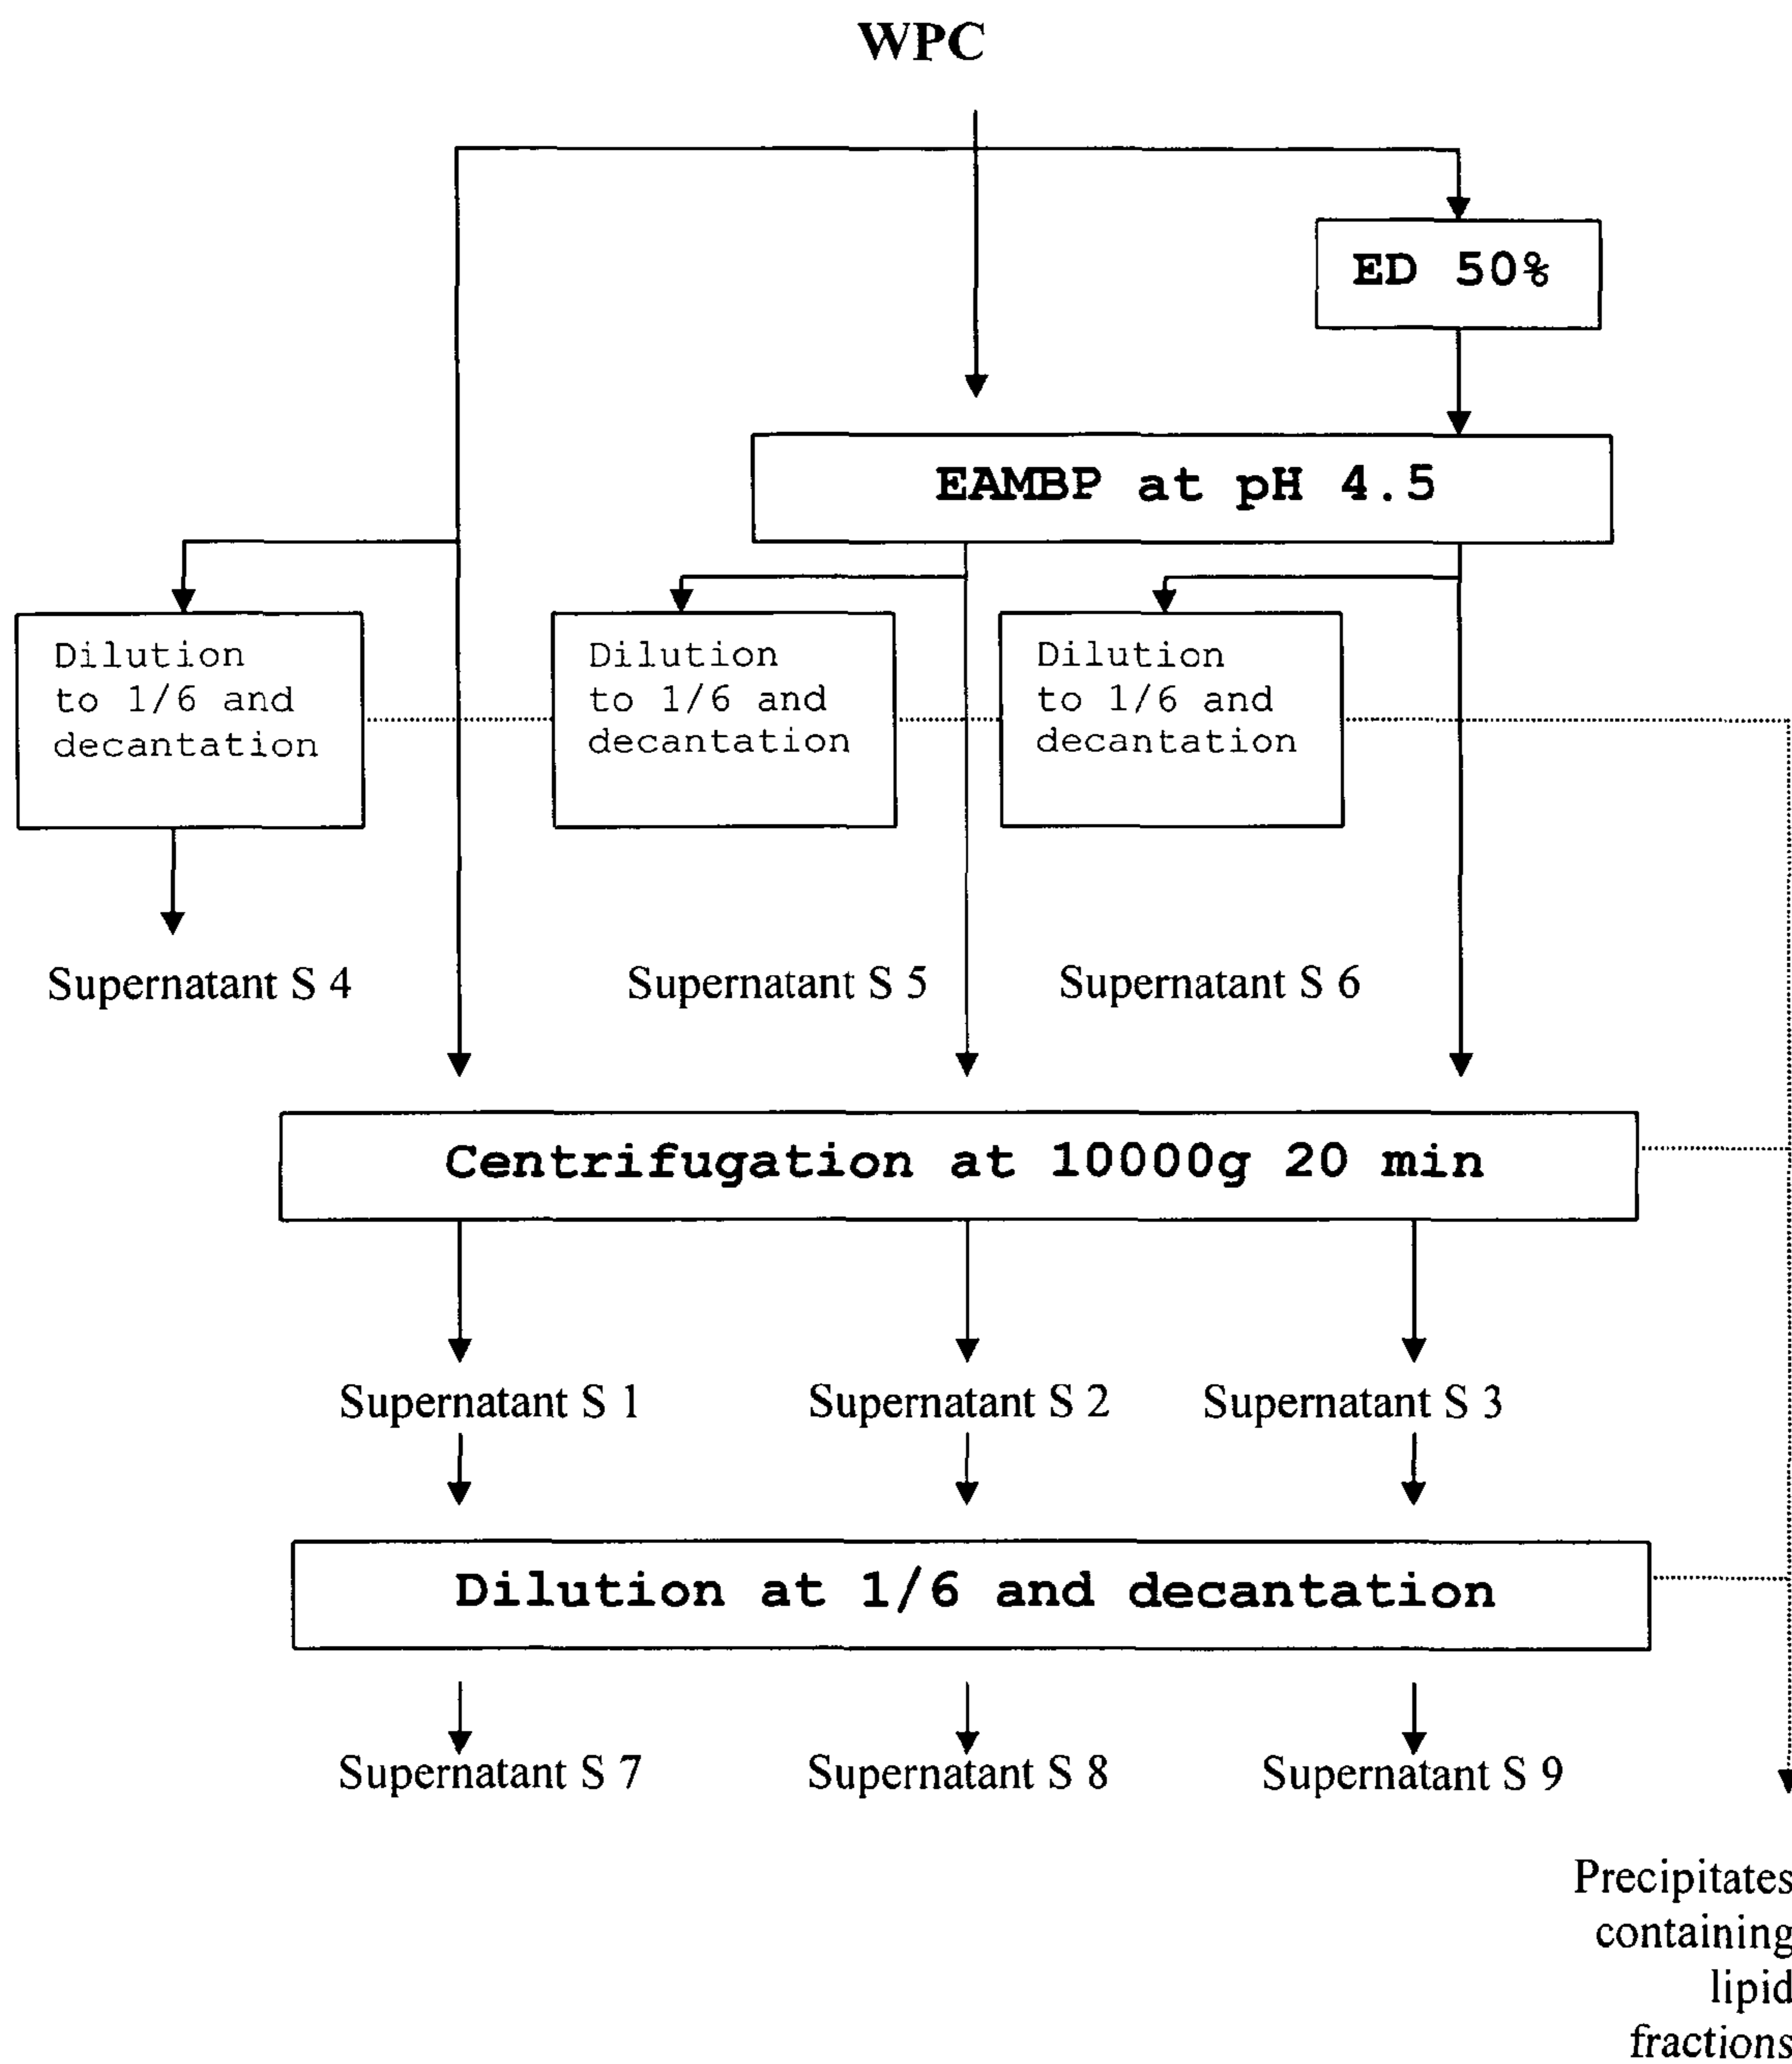 WPC
ED 50%
EAMBP at pH 4.5
Dilution
to 1/6 and
decantation
Dilution
to 1/6 and
decantation
Dilution
to 1/6 and
decantation
Supernatant S 4
Supernatant S 5
Supernatant S 6
Centrifugation at 10000g 20 min
Supernatant S 1
Supernatant S 2
Supernatant S 3
Dilution at 1/6 and decantation
Supernatant S 7
Supernatant S 8
Supernatant S 9
Precipitates
containing
lipid
fractions